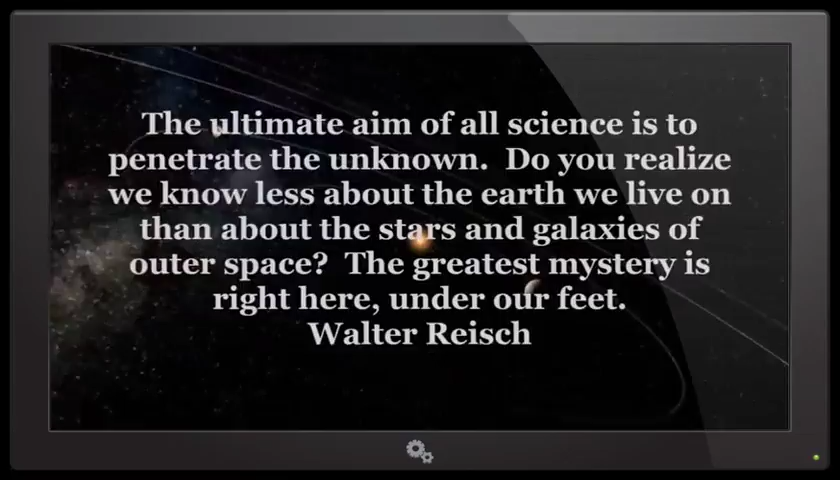 The ultimate aim of all science is to
penetrate the unknown.  Do you realize
we know less about the earth we live on
than about the stars and galaxies of
outer space?  The greatest mystery is
right here, under our feet.
Walter Reisch